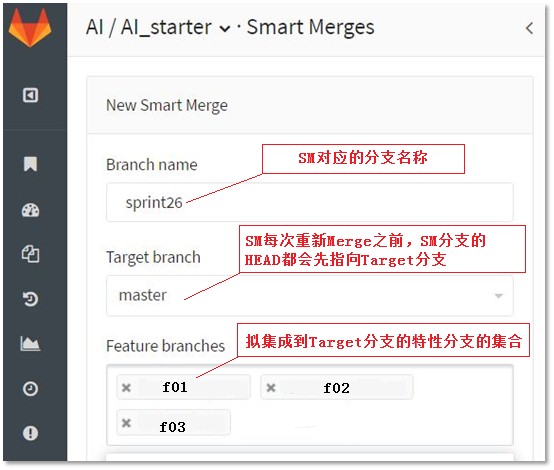 AI / AI_starter · Smart Merges
New Smart Merge
SM对应的分支名称
Branch name
sprint26
SM每次重新Merge之前，SM分支的
HEAD都会先指向Target分支
Target branch
master
拟集成到Target分支的特性分支的集合
Feature branches
× f01 × f02
× f03